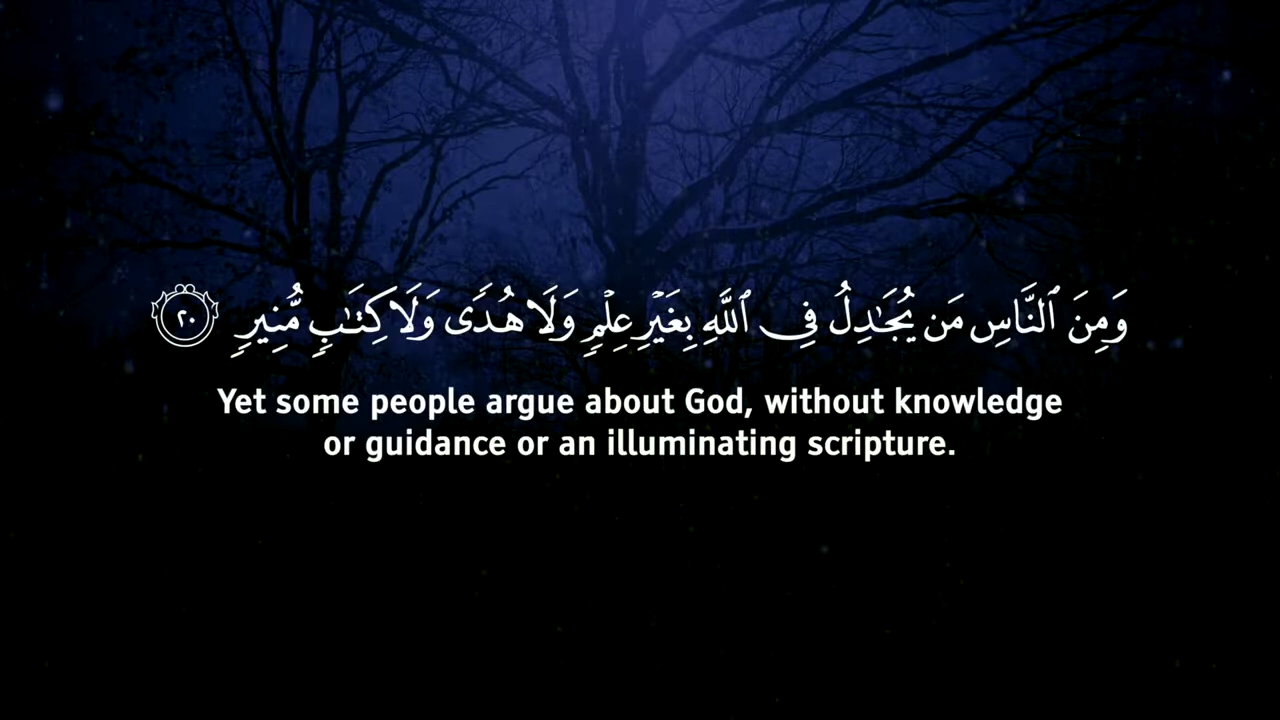 وَمِنَ ٱلنَّاسِ مَن يُجَـٰدِلُ فِى ٱللَّهِ بِغَيْرِ عِلْمٍ وَلَا هُدًى وَلَا كِتَـٰبٍ مُّنِيرٍ ٢٠
Yet some people argue about God, without knowledge
or guidance or an illuminating scripture.